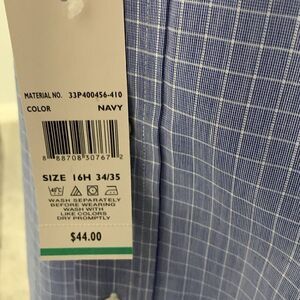 MATERIAL NO. 33P400456-410
COLOR NAVY
8 88708 30767 2
SIZE 16H 34/35
40°C
WASH SEPARATELY
BEFORE WEARING
WASH WITH
LIKE COLORS
DRY PROMPTLY
$44.00